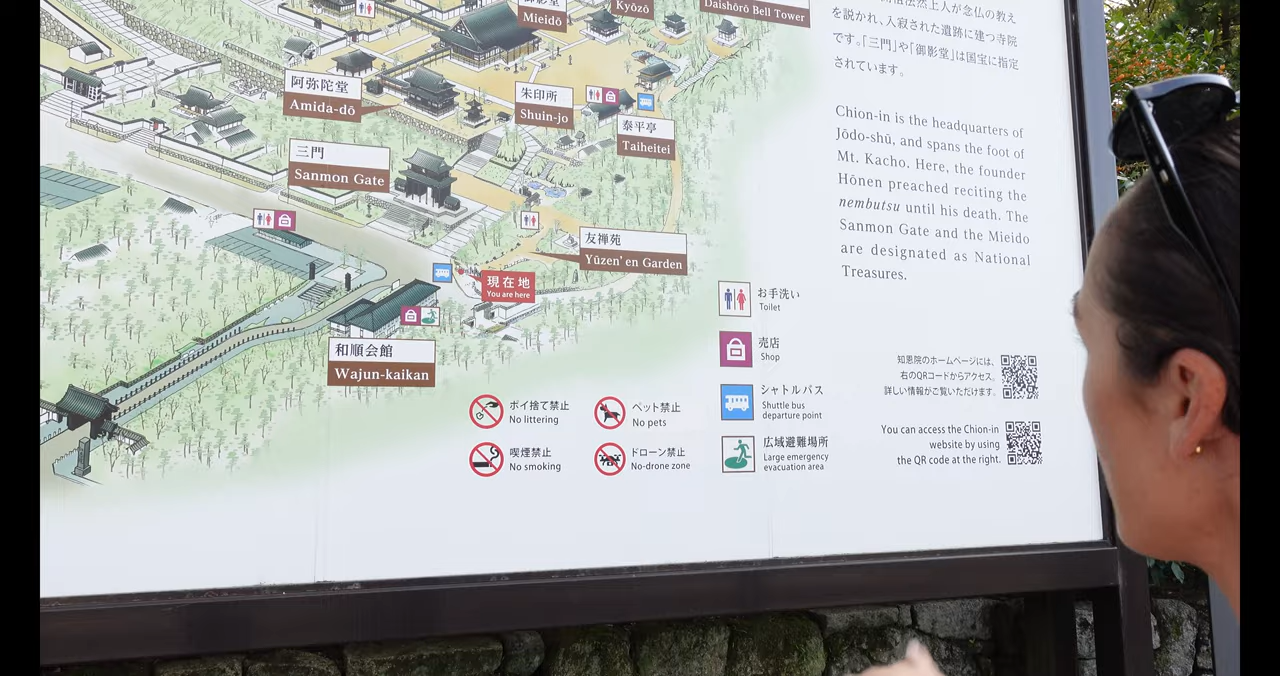 Mieidō
Kyōzō
Daishōrō Bell Tower
阿弥陀堂
Amida-dō
朱印所
Shuin-jo
泰平亭
Taiheitei
三門
Sanmon Gate
友禅苑
Yūzen' en Garden
現在地
You are here
和順会館
Wajun-kaikan
法然上人が念仏の教え
を説かれ、入寂された遺跡に建つ寺院
です。「三門」や「御影堂」は国宝に指定
されています。
Chion-in is the headquarters of
Jōdo-shū, and spans the foot of
Mt. Kacho. Here, the founder
Hōnen preached reciting the
nembutsu until his death. The
Sanmon Gate and the Mieido
are designated as National
Treasures.
お手洗い
Toilet
売店
Shop
シャトルバス
Shuttle bus
departure point
広域避難場所
Large emergency
evacuation area
ポイ捨て禁止
No littering
ペット禁止
No pets
喫煙禁止
No smoking
ドローン禁止
No-drone zone
知恩院のホームページには、
右のQRコードからアクセス。
詳しい情報がご覧いただけます。
You can access the Chion-in
website by using
the QR code at the right.